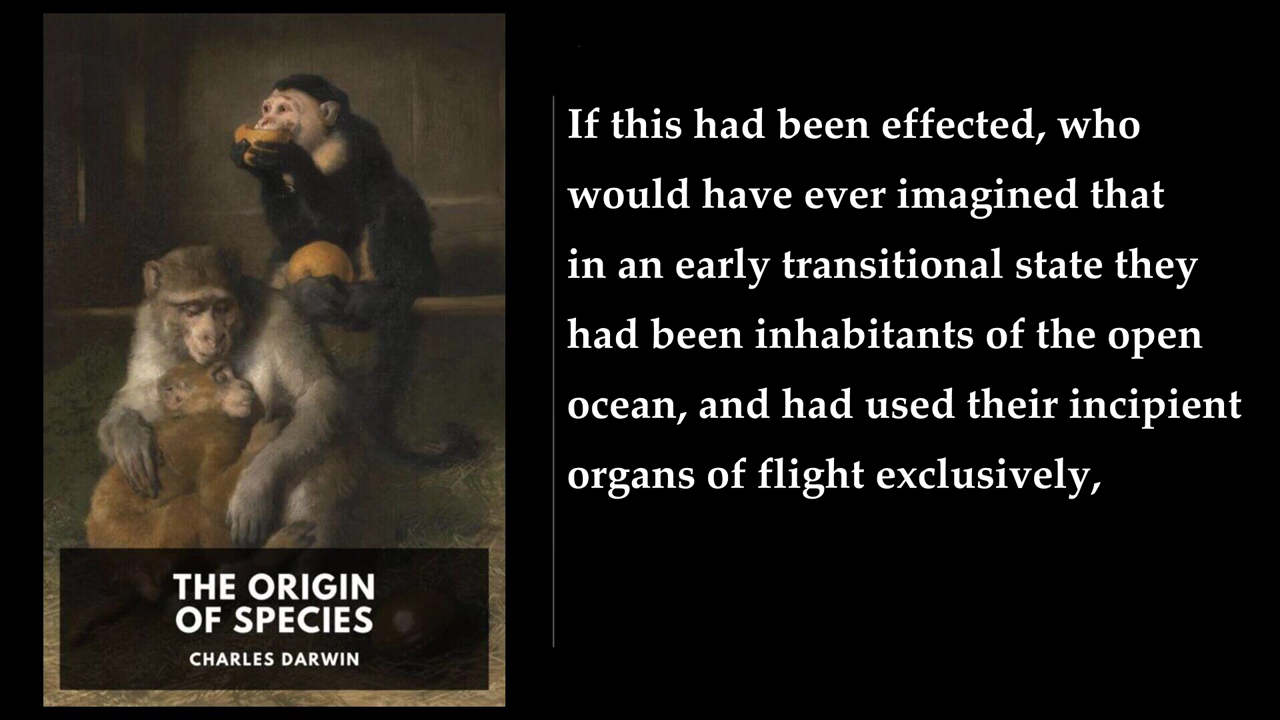 THE ORIGIN
OF SPECIES
CHARLES DARWIN
If this had been effected, who
would have ever imagined that
in an early transitional state they
had been inhabitants of the open
ocean, and had used their incipient
organs of flight exclusively,